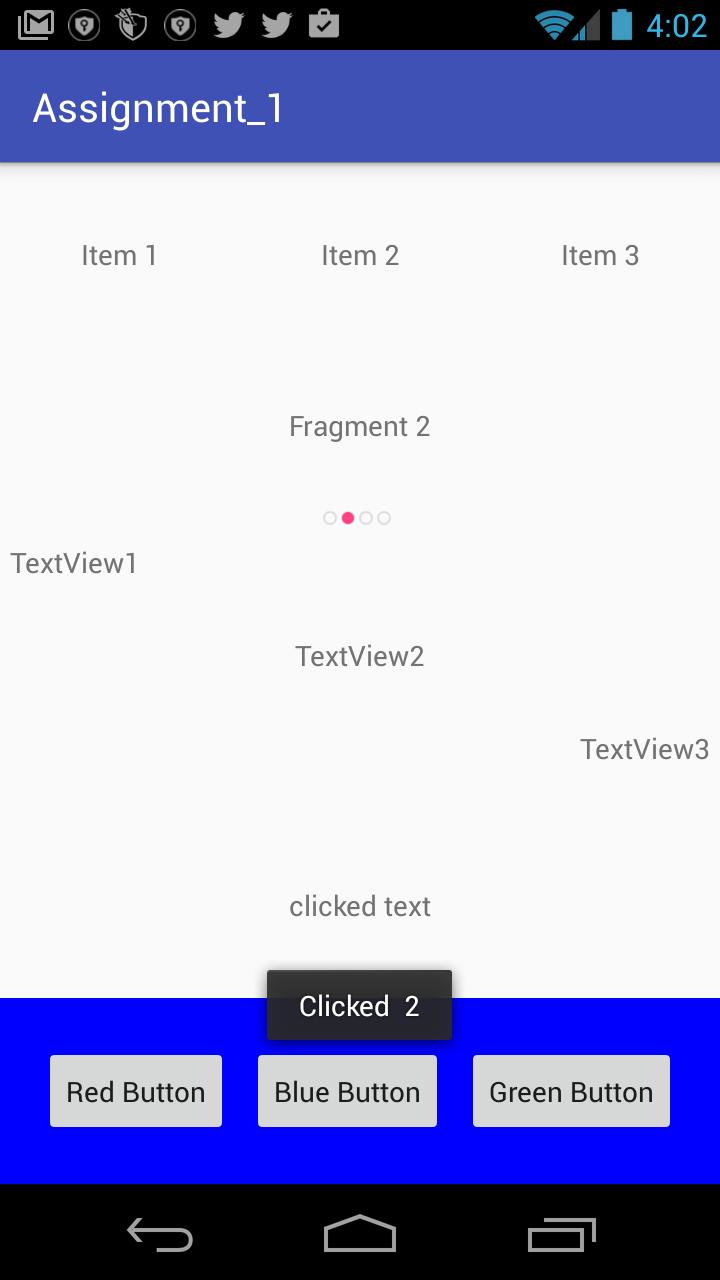 4:02
Assignment_1
Item 1 Item 2 Item 3
Fragment 2
TextView1
TextView2
TextView3
clicked text
Clicked  2
Red Button Blue Button Green Button